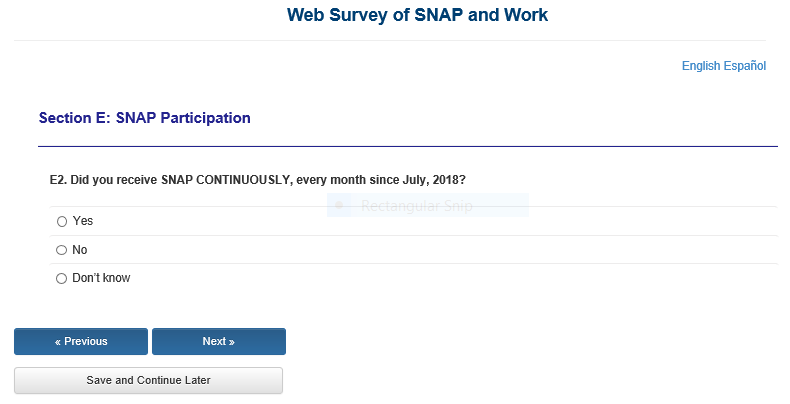 Web Survey of SNAP and Work
English Español
Section E: SNAP Participation
E2. Did you receive SNAP CONTINUOUSLY, every month since July, 2018?
Rectangular Snip
Yes
No
Don't know
« Previous
Next »
Save and Continue Later